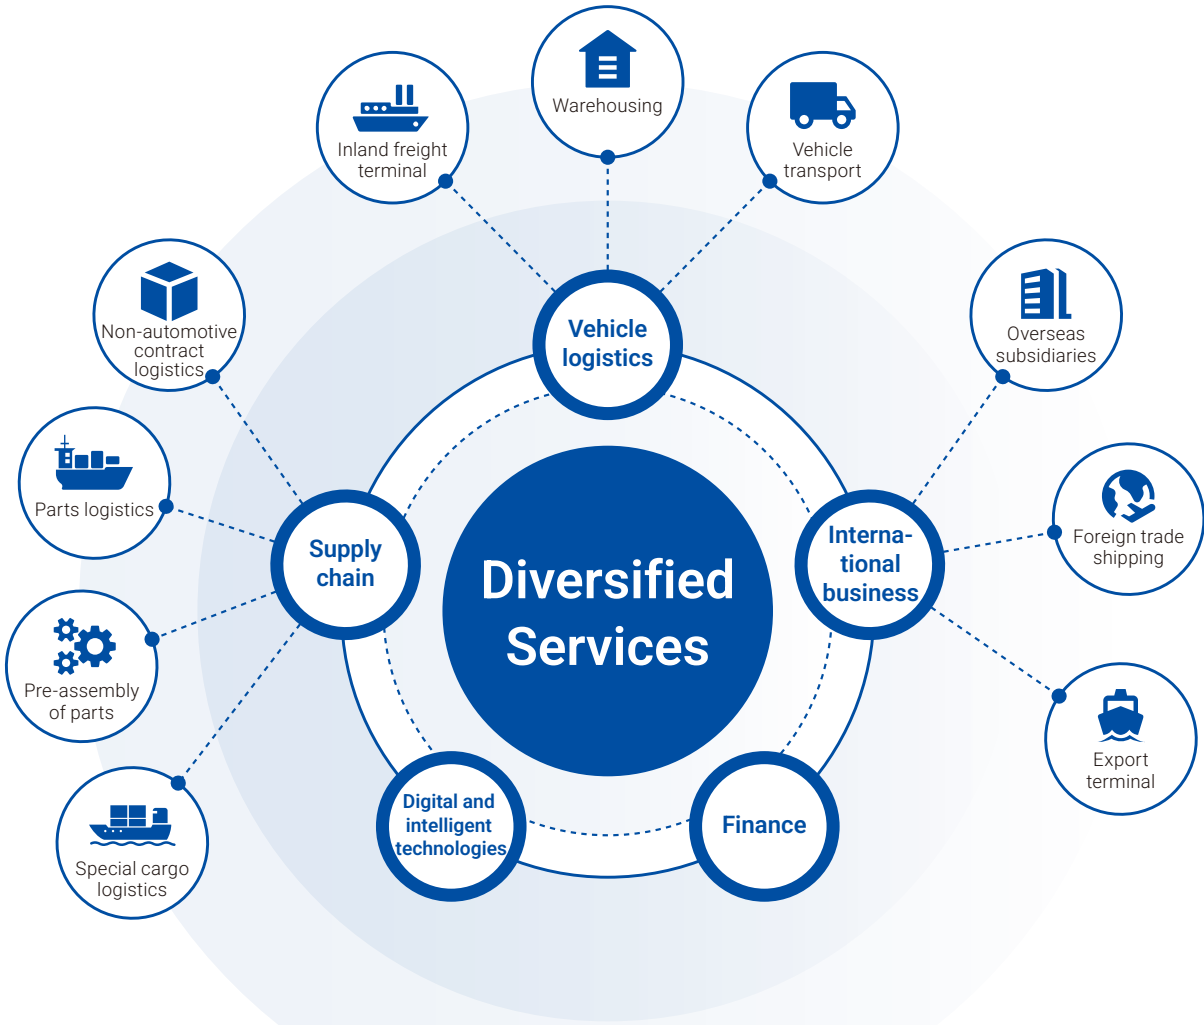 Warehousing
Inland freight
terminal
Vehicle
transport
Non-automotive
contract
logistics
Vehicle
logistics
Overseas
subsidiaries
Parts logistics
Supply
chain
Diversified
Services
Interna-
tional
business
Foreign trade
shipping
Pre-assembly
of parts
Export
terminal
Special cargo
logistics
Digital and
intelligent
technologies
Finance